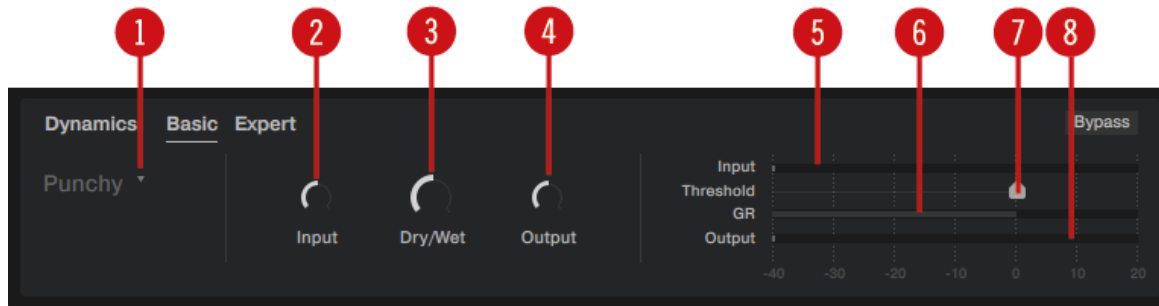 1 2 3 4 5 6 7 8
Dynamics Basic Expert Bypass
Punchy
Input Dry/Wet Output
Input
Threshold
GR
Output
-40 -30 -20 -10 0 10 20